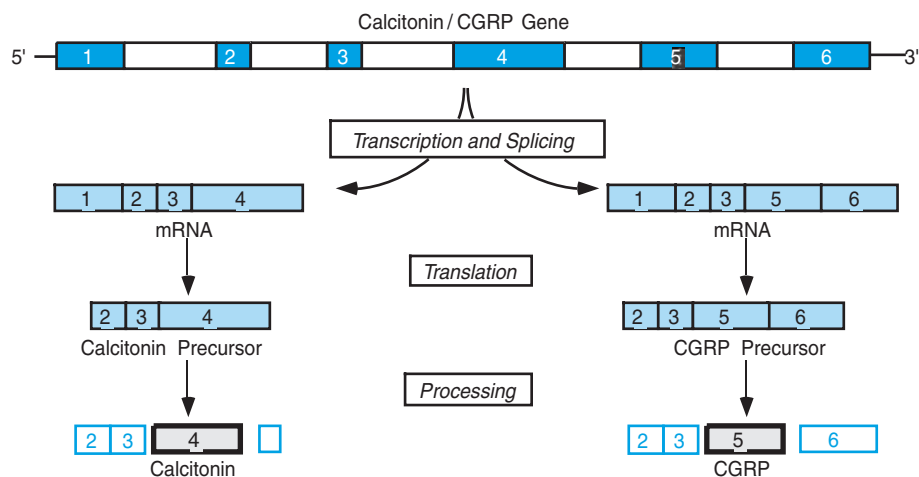 Calcitonin / CGRP Gene
5' 1 2 3 4 5 6 3'
Transcription and Splicing
1 2 3 4 1 2 3 5 6
mRNA mRNA
Translation
2 3 4 2 3 5 6
Calcitonin Precursor CGRP Precursor
Processing
2 3 4 2 3 5 6
Calcitonin CGRP